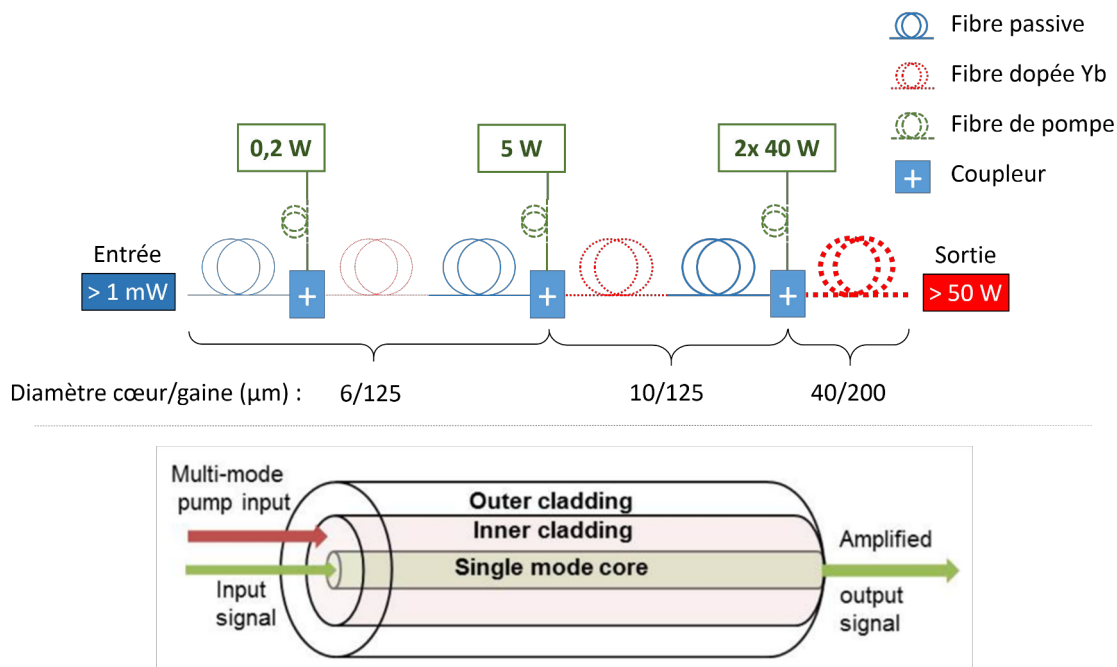 Fibre passive
Fibre dopée Yb
Fibre de pompe
+ Coupleur
0,2 W 5 W 2x 40 W
Entrée
> 1 mW
+ + +
Sortie
> 50 W
Diamètre cœur/gaine (µm) : 6/125 10/125 40/200
Multi-mode
pump input
Input
signal
Outer cladding
Inner cladding
Single mode core
Amplified
output
signal